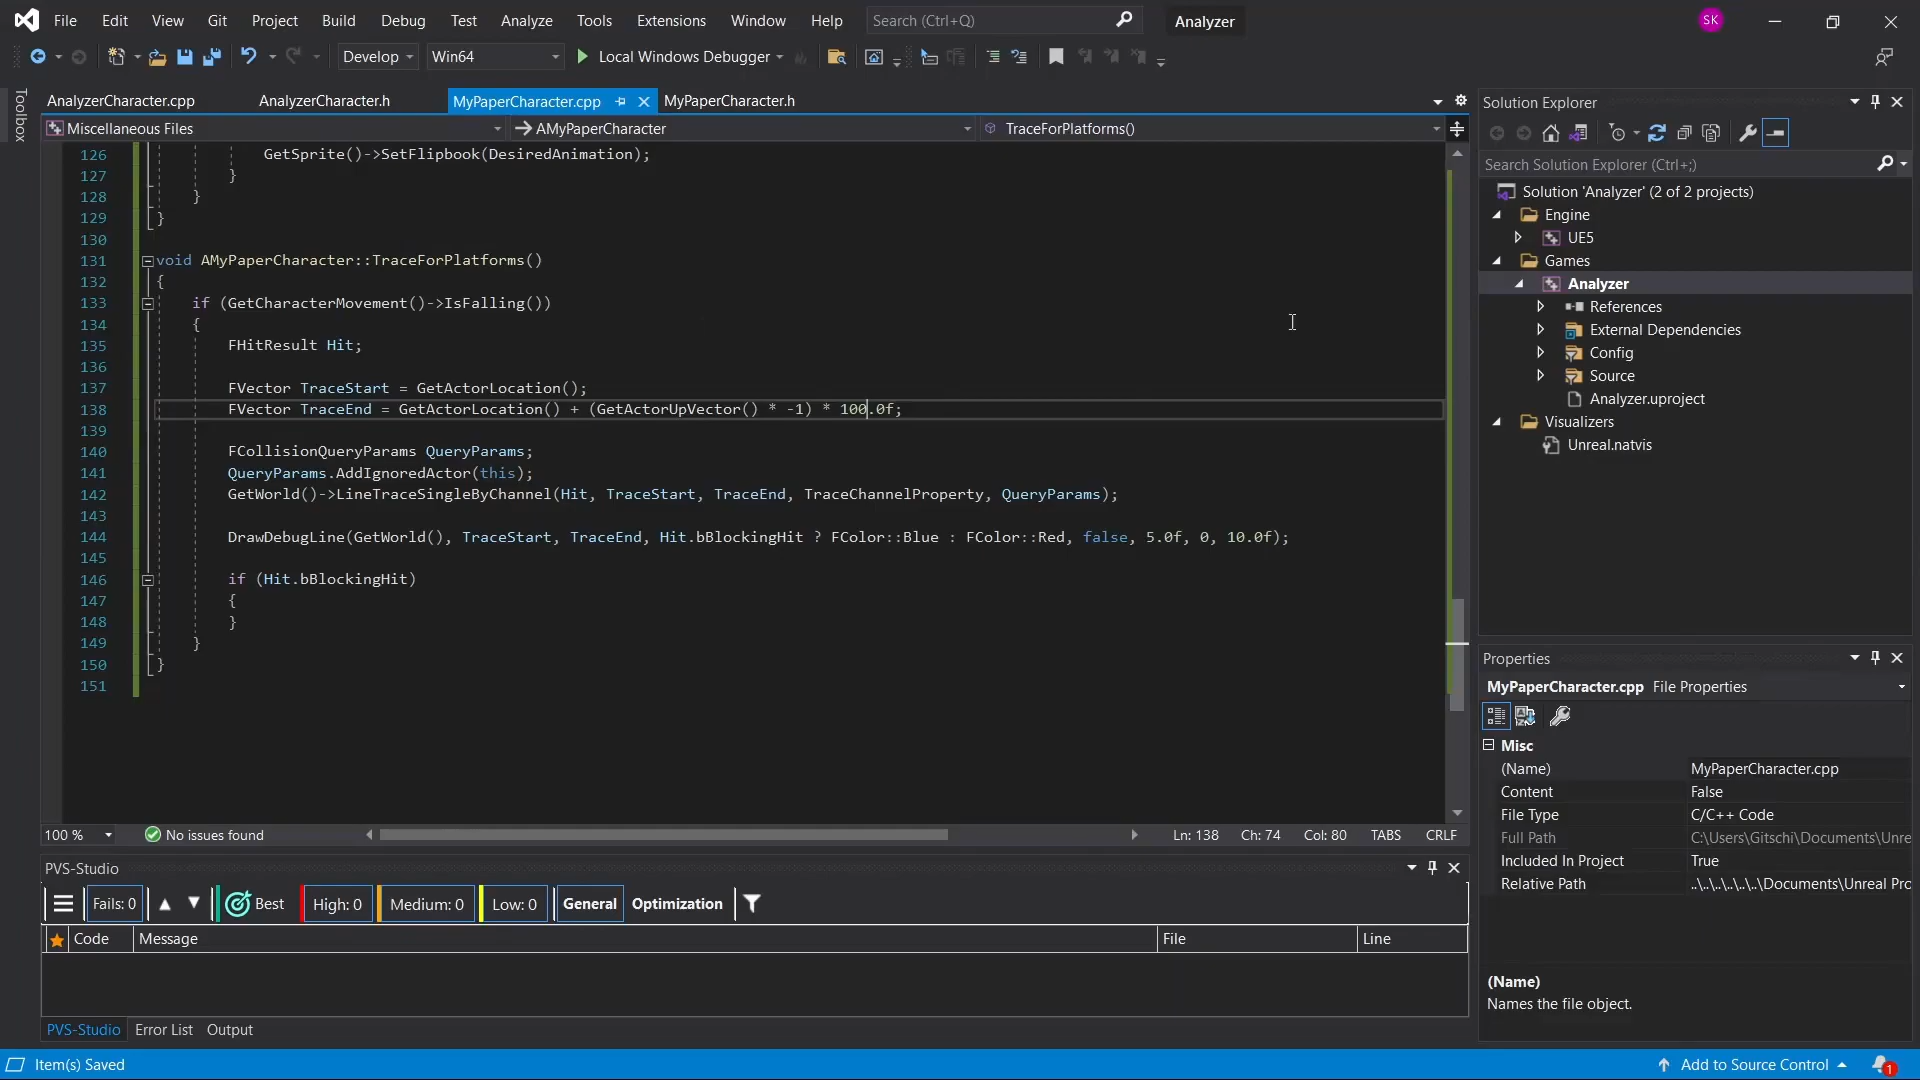 File Edit View Git Project Build Debug Test Analyze Tools Extensions Window Help Search (Ctrl+Q) Analyzer SK
Develop Win64 Local Windows Debugger
Toolbox
AnalyzerCharacter.cpp AnalyzerCharacter.h MyPaperCharacter.cpp MyPaperCharacter.h
Miscellaneous Files AMyPaperCharacter TraceForPlatforms()
126 GetSprite()->SetFlipbook(DesiredAnimation);
127 }
128 }
129 }
130
131 void AMyPaperCharacter::TraceForPlatforms()
132 {
133 if (GetCharacterMovement()->IsFalling())
134 {
135 FHitResult Hit;
136
137 FVector TraceStart = GetActorLocation();
138 FVector TraceEnd = GetActorLocation() + (GetActorUpVector() * -1) * 100.0f;
139
140 FCollisionQueryParams QueryParams;
141 QueryParams.AddIgnoredActor(this);
142 GetWorld()->LineTraceSingleByChannel(Hit, TraceStart, TraceEnd, TraceChannelProperty, QueryParams);
143
144 DrawDebugLine(GetWorld(), TraceStart, TraceEnd, Hit.bBlockingHit ? FColor::Blue : FColor::Red, false, 5.0f, 0, 10.0f);
145
146 if (Hit.bBlockingHit)
147 {
148 }
149 }
150 }
151
100 % No issues found Ln: 138 Ch: 74 Col: 80 TABS CRLF
PVS-Studio
Fails: 0 Best High: 0 Medium: 0 Low: 0 General Optimization
Code Message File Line
PVS-Studio Error List Output
Item(s) Saved
Solution Explorer
Search Solution Explorer (Ctrl+;)
Solution 'Analyzer' (2 of 2 projects)
Engine
UE5
Games
Analyzer
References
External Dependencies
Config
Source
Analyzer.uproject
Visualizers
Unreal.natvis
Properties
MyPaperCharacter.cpp File Properties
Misc
(Name) MyPaperCharacter.cpp
Content False
File Type C/C++ Code
Full Path C:\Users\Gitschi\Documents\Unre
Included In Project True
Relative Path ..\..\..\..\..\Documents\Unreal Pro
(Name)
Names the file object.
Add to Source Control 1